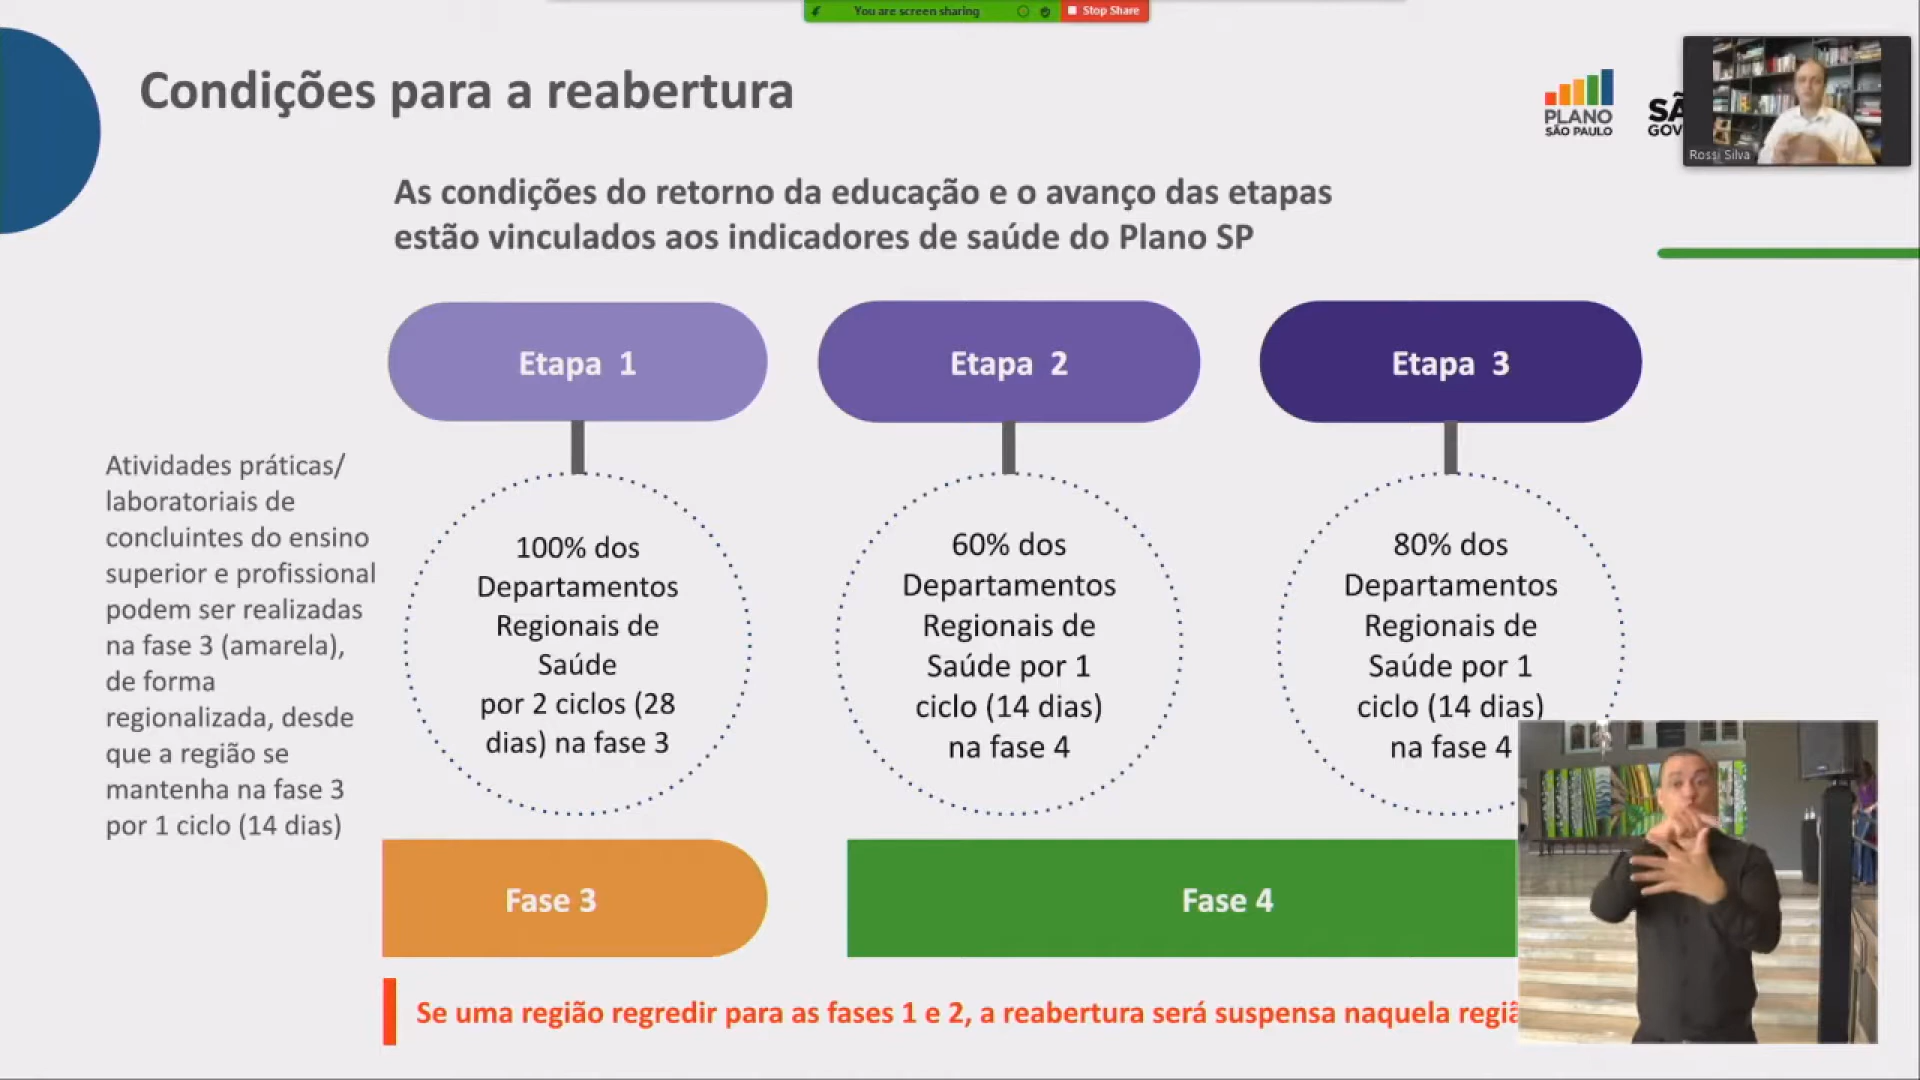 You are screen sharing
Stop Share
Condições para a reabertura
PLANO
SÃO PAULO
Rossi Silva
As condições do retorno da educação e o avanço das etapas
estão vinculados aos indicadores de saúde do Plano SP
Etapa 1
Etapa 2
Etapa 3
Atividades práticas/
laboratoriais de
concluintes do ensino
superior e profissional
podem ser realizadas
na fase 3 (amarela),
de forma
regionalizada, desde
que a região se
mantenha na fase 3
por 1 ciclo (14 dias)
100% dos
Departamentos
Regionais de
Saúde
por 2 ciclos (28
dias) na fase 3
60% dos
Departamentos
Regionais de
Saúde por 1
ciclo (14 dias)
na fase 4
80% dos
Departamentos
Regionais de
Saúde por 1
ciclo (14 dias)
na fase 4
Fase 3
Fase 4
Se uma região regredir para as fases 1 e 2, a reabertura será suspensa naquela